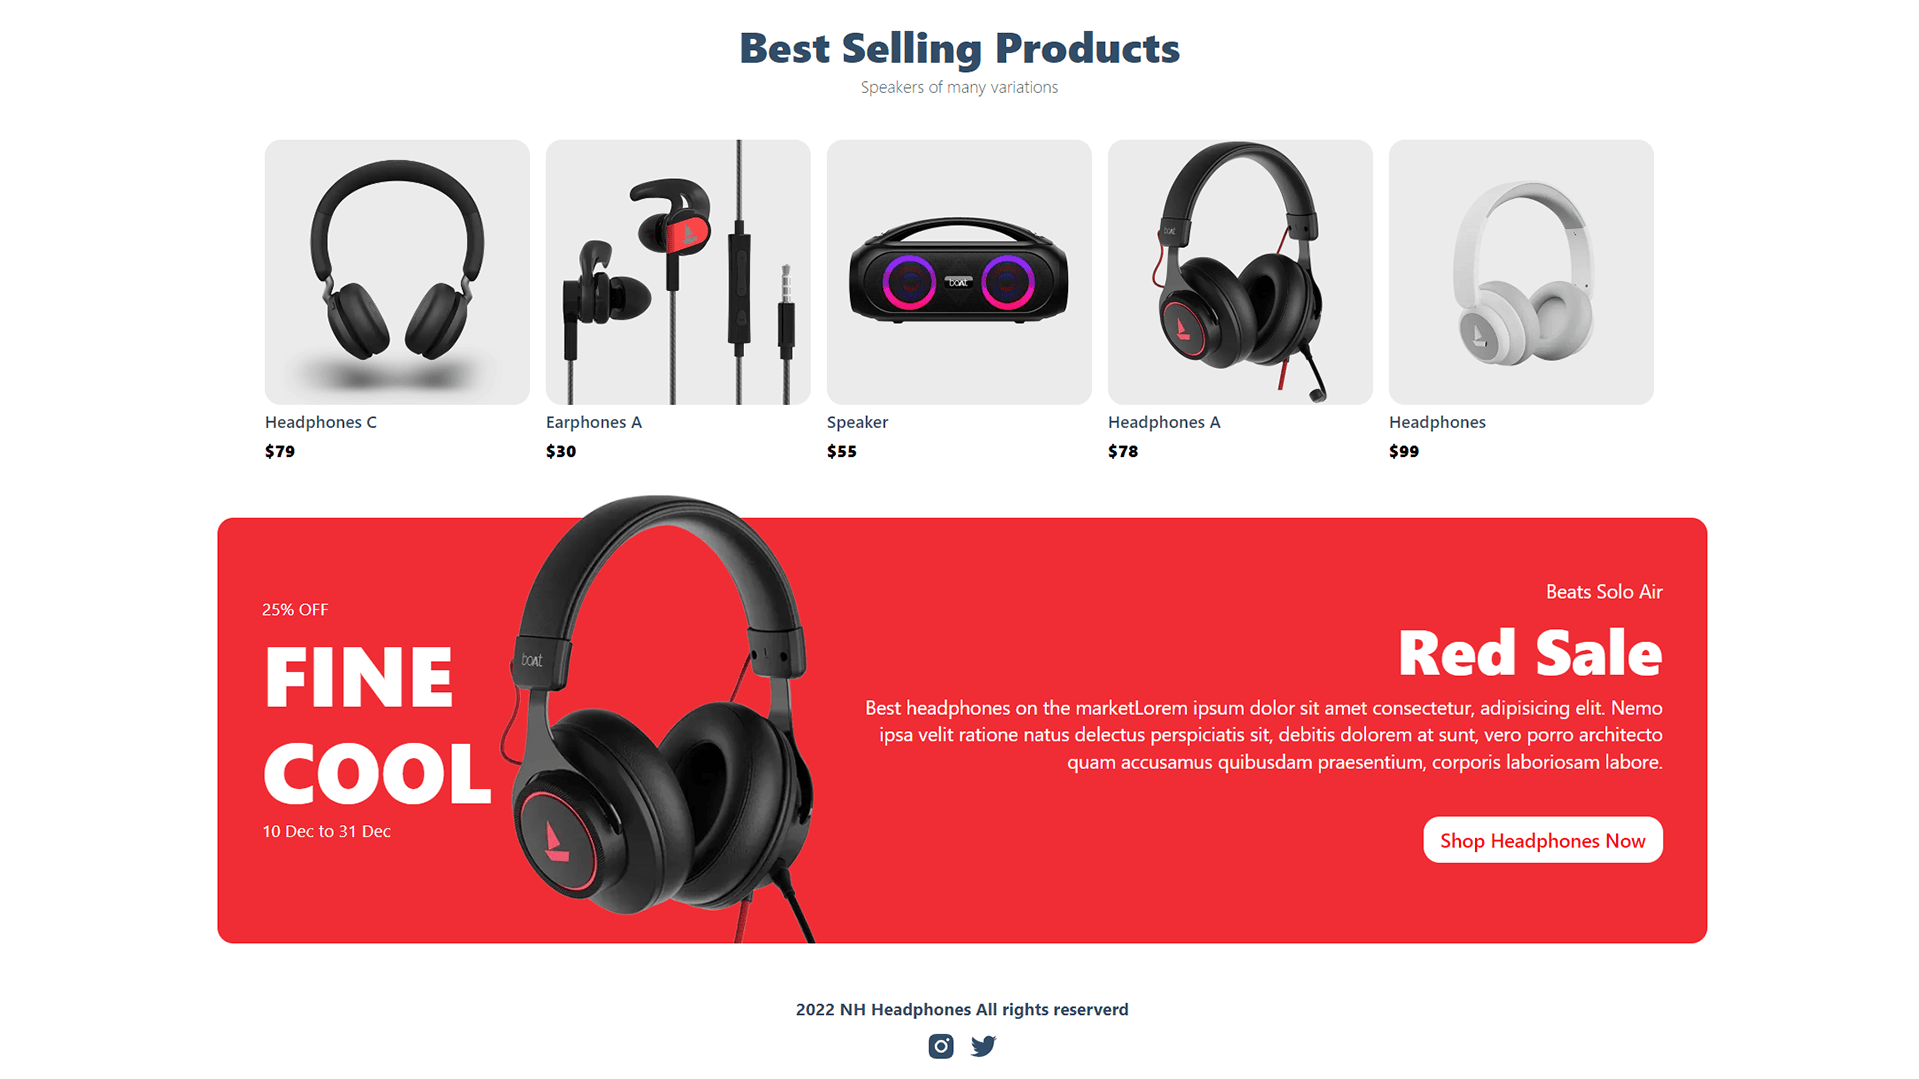 Best Selling Products
Speakers of many variations
boAt
boAt
Headphones C
Earphones A
Speaker
Headphones A
Headphones
$79
$30
$55
$78
$99
25% OFF
FINE
COOL
10 Dec to 31 Dec
boAt
L
Beats Solo Air
Red Sale
Best headphones on the marketLorem ipsum dolor sit amet consectetur, adipisicing elit. Nemo
ipsa velit ratione natus delectus perspiciatis sit, debitis dolorem at sunt, vero porro architecto
quam accusamus quibusdam praesentium, corporis laboriosam labore.
Shop Headphones Now
2022 NH Headphones All rights reserverd